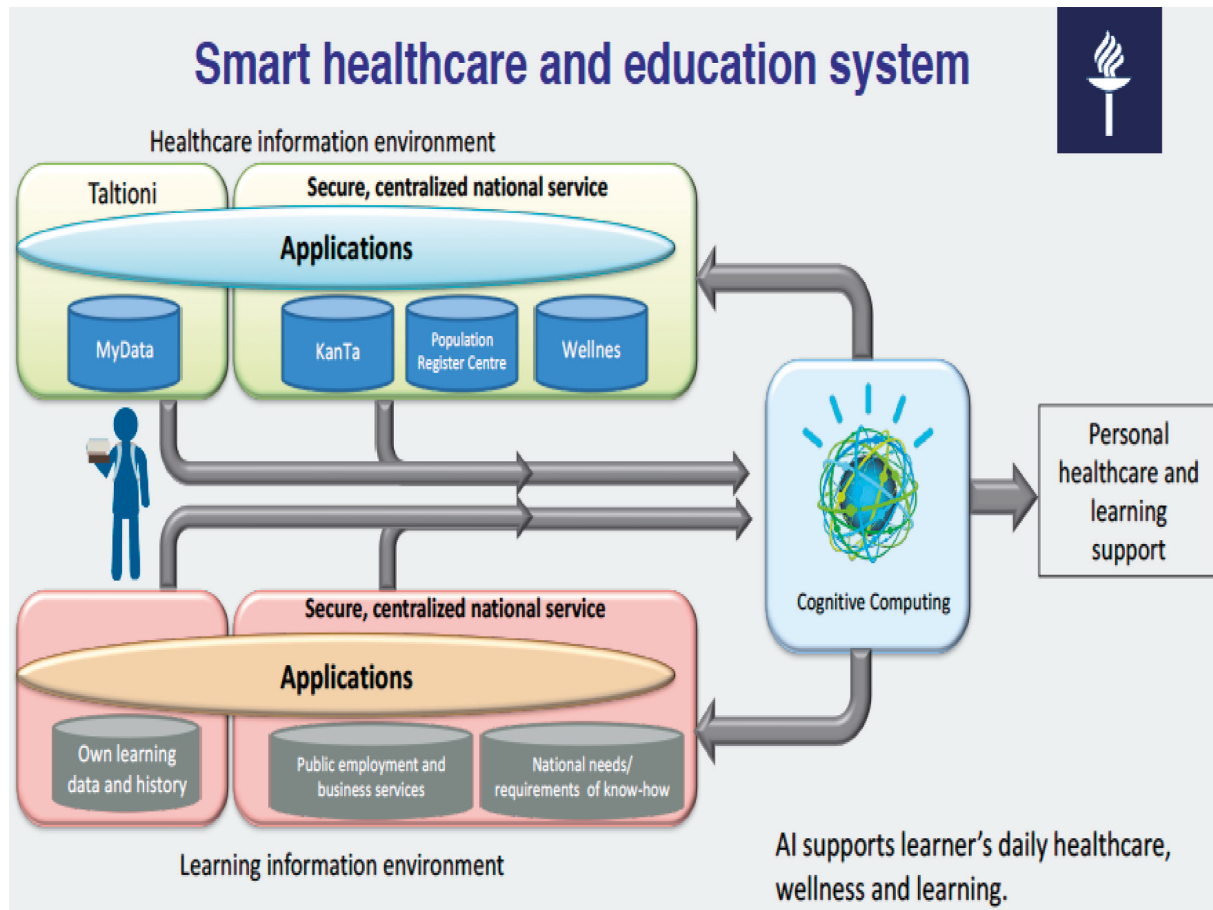 Smart healthcare and education system
Healthcare information environment
Taltioni
Secure, centralized national service
Applications
MyData
KanTa
Population
Register Centre
Wellnes
Cognitive Computing
Personal
healthcare and
learning
support
Secure, centralized national service
Applications
Own learning
data and history
Public employment and
business services
National needs/
requirements of know-how
Learning information environment
AI supports learner's daily healthcare,
wellness and learning.